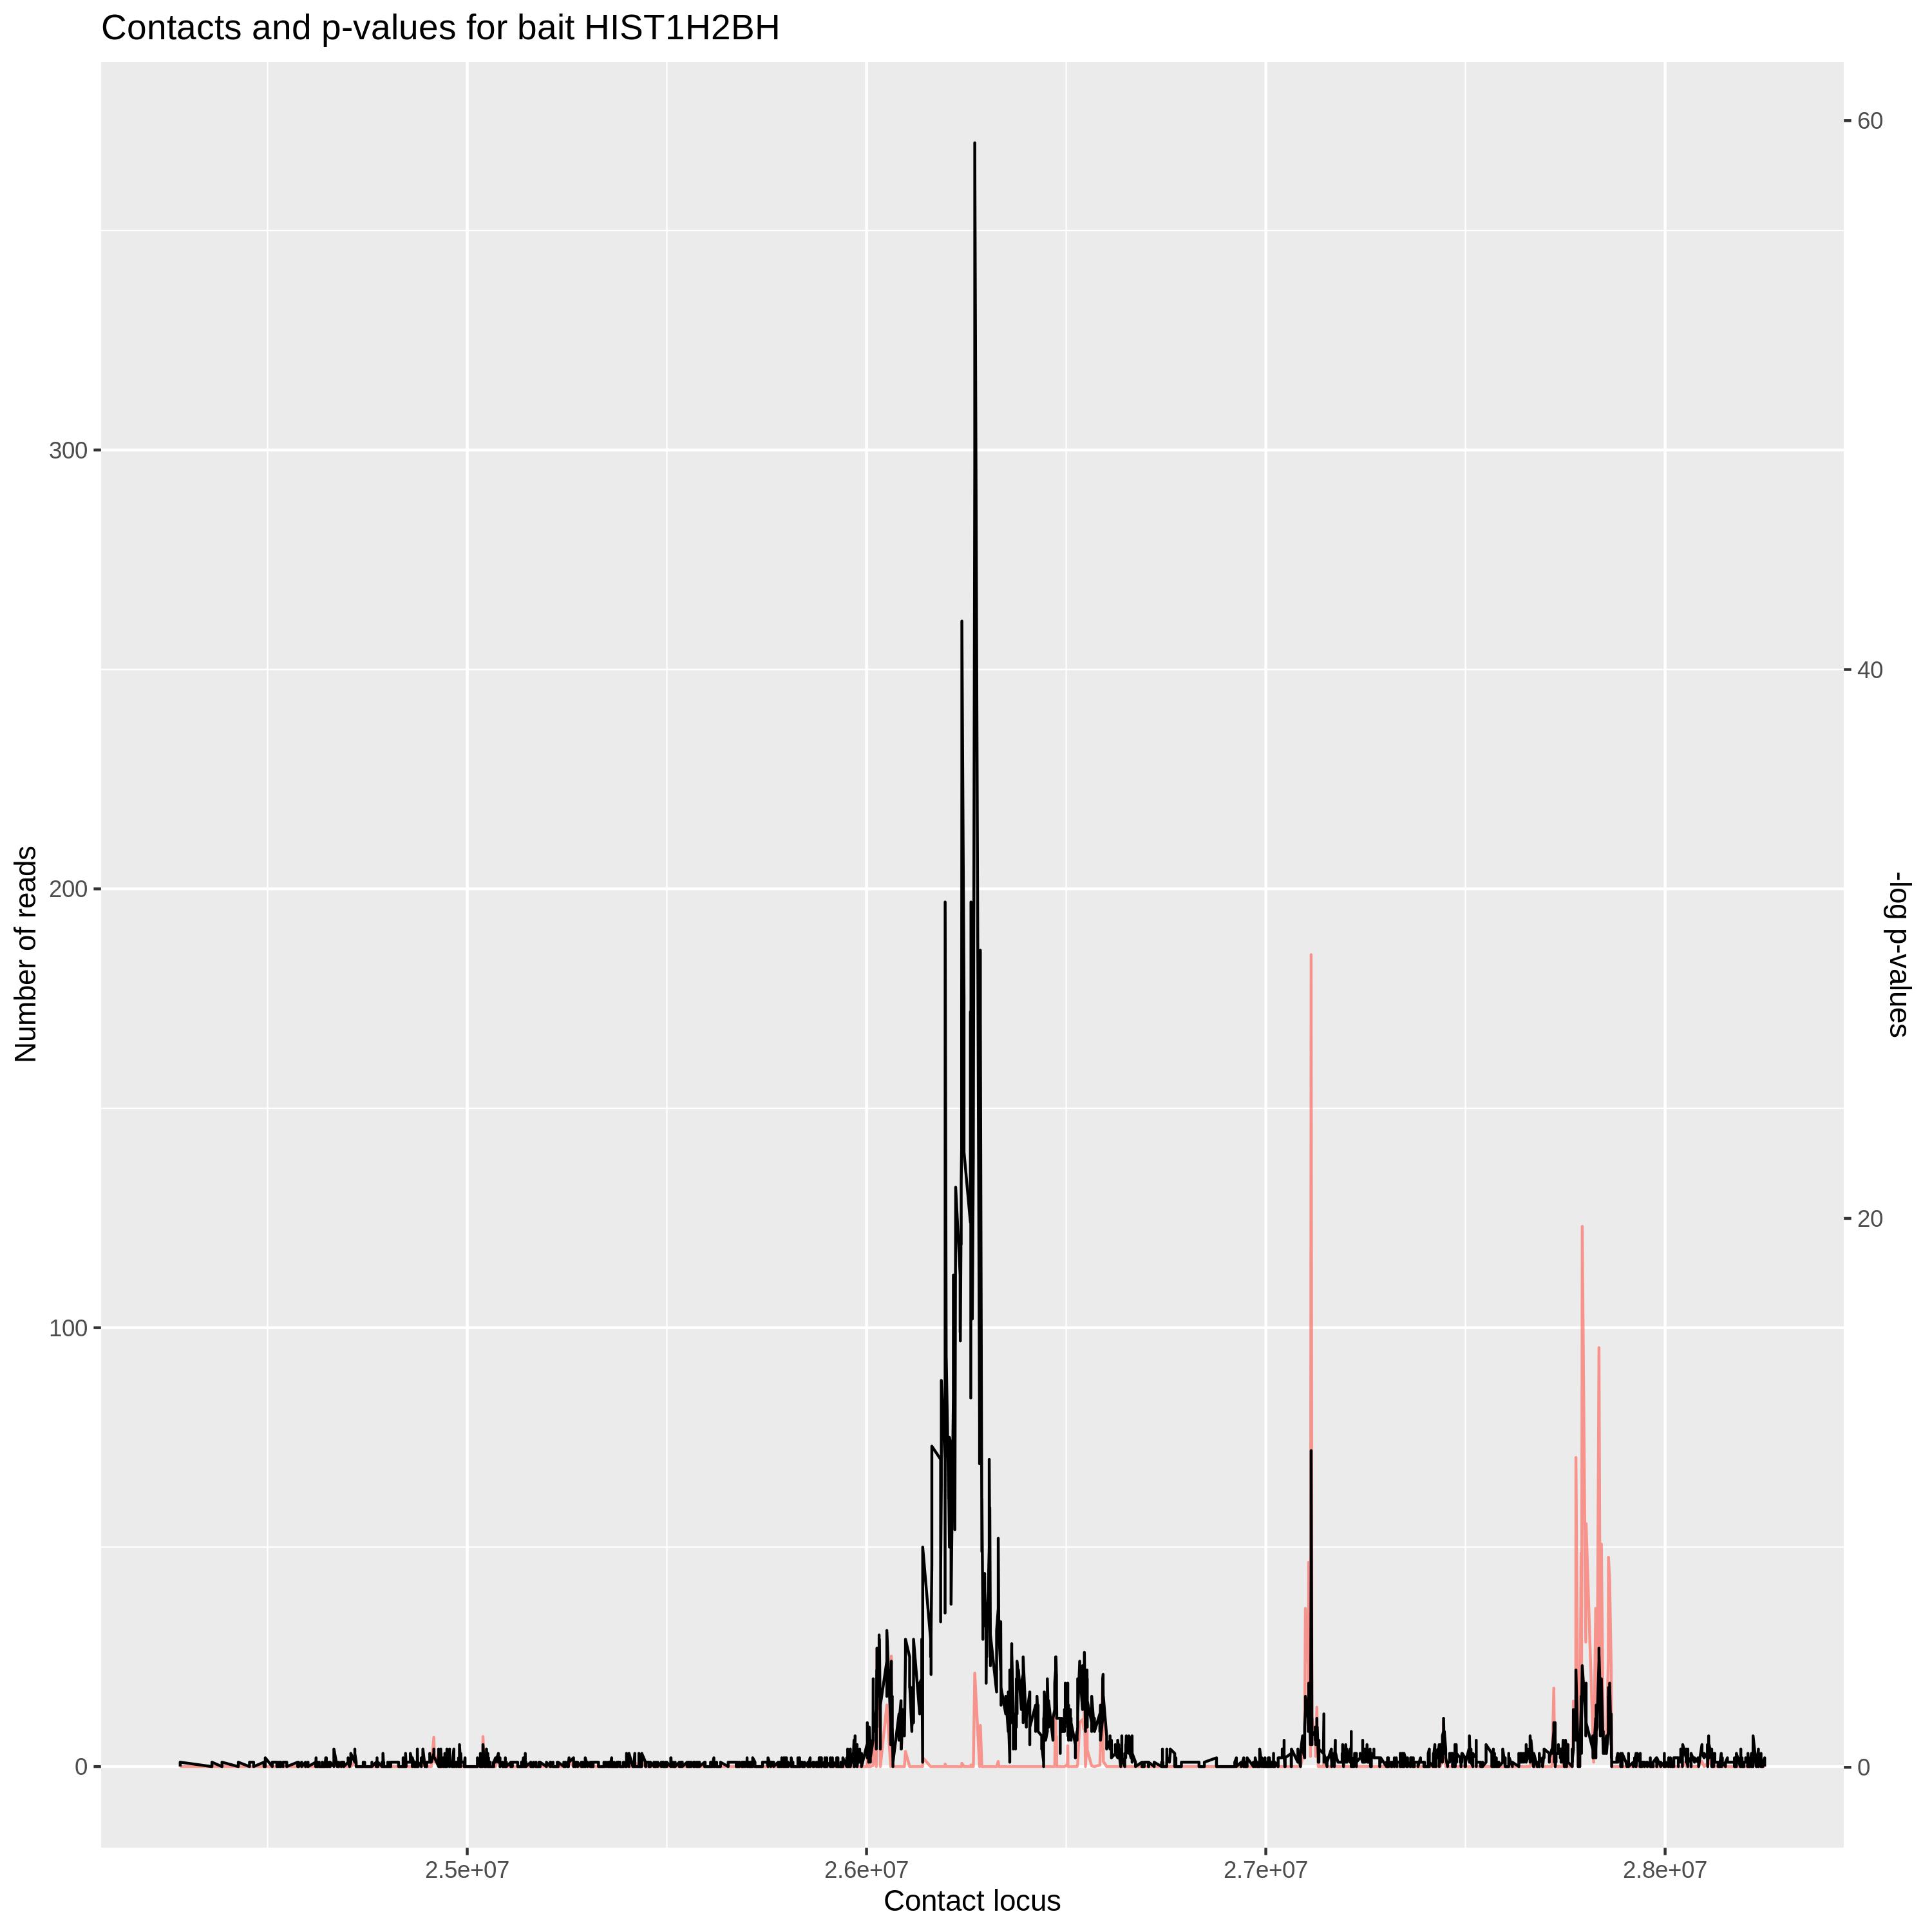 Contacts and p-values for bait HIST1H2BH
60
300
40
200
Number of reads
-log p-values
20
100
0
0
2.5e+07
2.6e+07
2.7e+07
2.8e+07
Contact locus